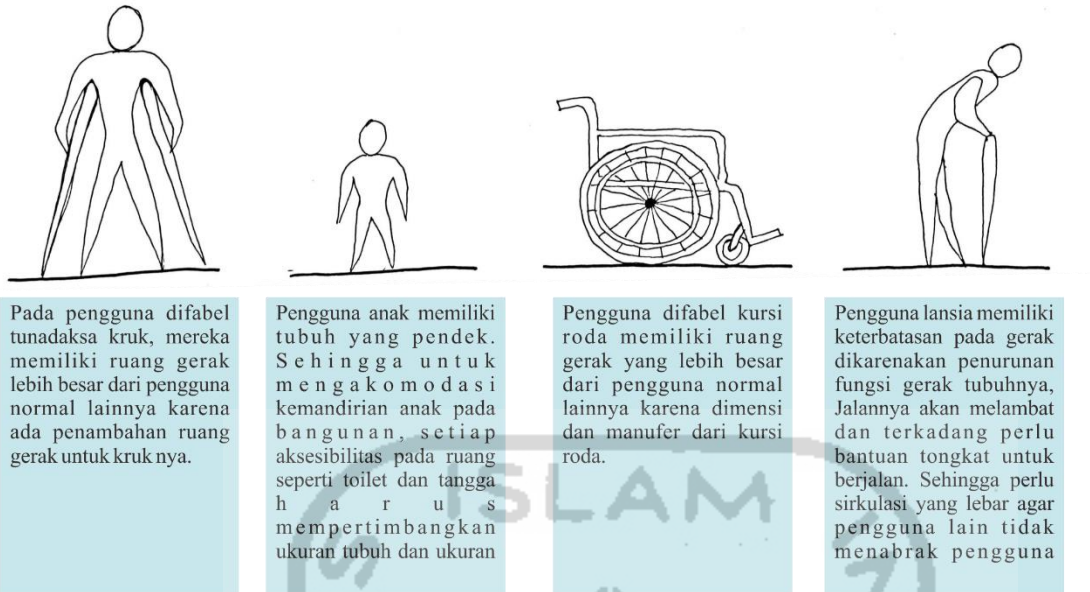 Pada pengguna difabel
tunadaksa kruk, mereka
memiliki ruang gerak
lebih besar dari pengguna
normal lainnya karena
ada penambahan ruang
gerak untuk kruk nya.
Pengguna anak memiliki
tubuh yang pendek.
Sehingga untuk
mengakomodasi
kemandirian anak pada
bangunan, setiap
aksesibilitas pada ruang
seperti toilet dan tangga
harus
mempertimbangkan
ukuran tubuh dan ukuran
Pengguna difabel kursi
roda memiliki ruang
gerak yang lebih besar
dari pengguna normal
lainnya karena dimensi
dan manufer dari kursi
roda.
Pengguna lansia memiliki
keterbatasan pada gerak
dikarenakan penurunan
fungsi gerak tubuhnya,
Jalannya akan melambat
dan terkadang perlu
bantuan tongkat untuk
berjalan. Sehingga perlu
sirkulasi yang lebar agar
pengguna lain tidak
menabrak pengguna
ISLAM